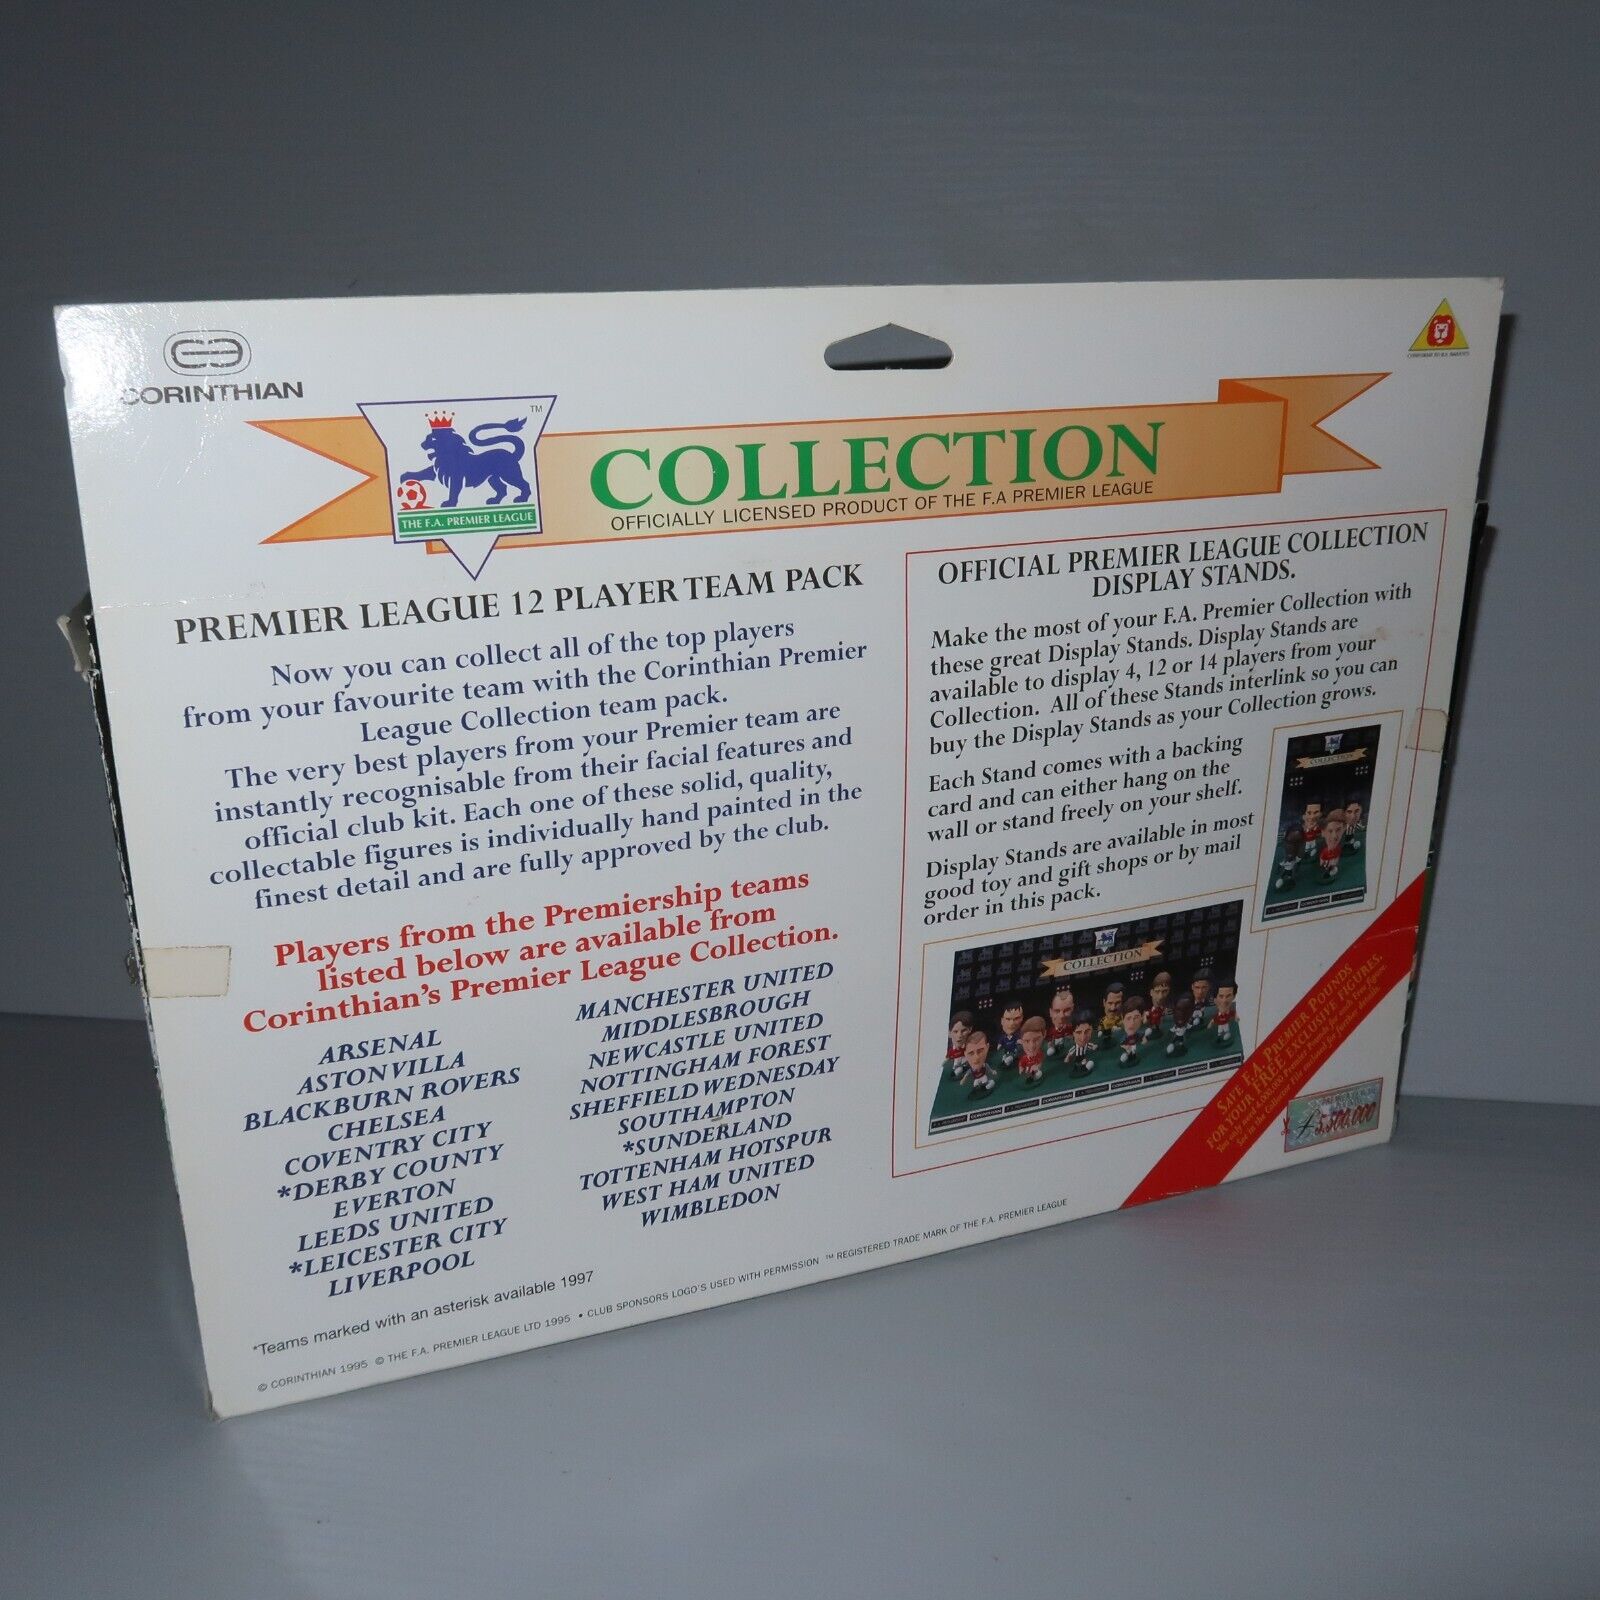 CORINTHIAN
TM
THE F.A. PREMIER LEAGUE
COLLECTION
OFFICIALLY LICENSED PRODUCT OF THE F.A PREMIER LEAGUE
PREMIER LEAGUE 12 PLAYER TEAM PACK
Now you can collect all of the top players
from your favourite team with the Corinthian Premier
League Collection team pack.
The very best players from your Premier team are
instantly recognisable from their facial features and
official club kit. Each one of these solid, quality,
collectable figures is individually hand painted in the
finest detail and are fully approved by the club.
Players from the Premiership teams
listed below are available from
Corinthian's Premier League Collection.
ARSENAL
ASTON VILLA
BLACKBURN ROVERS
CHELSEA
COVENTRY CITY
*DERBY COUNTY
EVERTON
LEEDS UNITED
*LEICESTER CITY
LIVERPOOL
MANCHESTER UNITED
MIDDLESBROUGH
NEWCASTLE UNITED
NOTTINGHAM FOREST
SHEFFIELD WEDNESDAY
SOUTHAMPTON
*SUNDERLAND
TOTTENHAM HOTSPUR
WEST HAM UNITED
WIMBLEDON
*Teams marked with an asterisk available 1997
© CORINTHIAN 1995 © THE F.A. PREMIER LEAGUE LTD 1995 • CLUB SPONSORS LOGO'S USED WITH PERMISSION ™ REGISTERED TRADE MARK OF THE F.A. PREMIER LEAGUE
OFFICIAL PREMIER LEAGUE COLLECTION
DISPLAY STANDS.
Make the most of your F.A. Premier Collection with
these great Display Stands. Display Stands are
available to display 4, 12 or 14 players from your
Collection. All of these Stands interlink so you can
buy the Display Stands as your Collection grows.
Each Stand comes with a backing
card and can either hang on the
wall or stand freely on your shelf.
Display Stands are available in most
good toy and gift shops or by mail
order in this pack.
COLLECTION
COLLECTION
CORINTHIAN
SAVE F.A. PREMIER POUNDS
FOR YOUR FREE EXCLUSIVE FIGURES.
£5,500,000